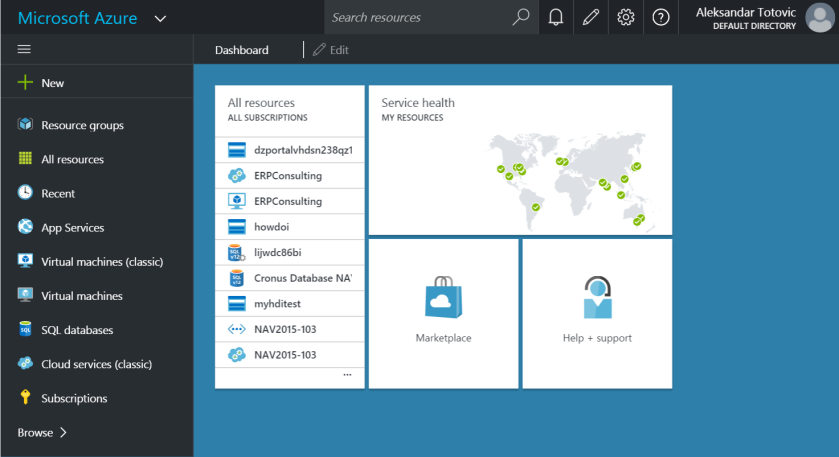 Microsoft Azure
Search resources
Aleksandar Totovic
DEFAULT DIRECTORY
Dashboard
Edit
New
Resource groups
All resources
Recent
App Services
Virtual machines (classic)
Virtual machines
SQL databases
Cloud services (classic)
Subscriptions
Browse
All resources
ALL SUBSCRIPTIONS
dzportalvhdsn238qz1
ERPConsulting
ERPConsulting
howdoi
lijwdc86bi
Cronus Database NA
myhditest
NAV2015-103
NAV2015-103
...
Service health
MY RESOURCES
Marketplace
Help + support